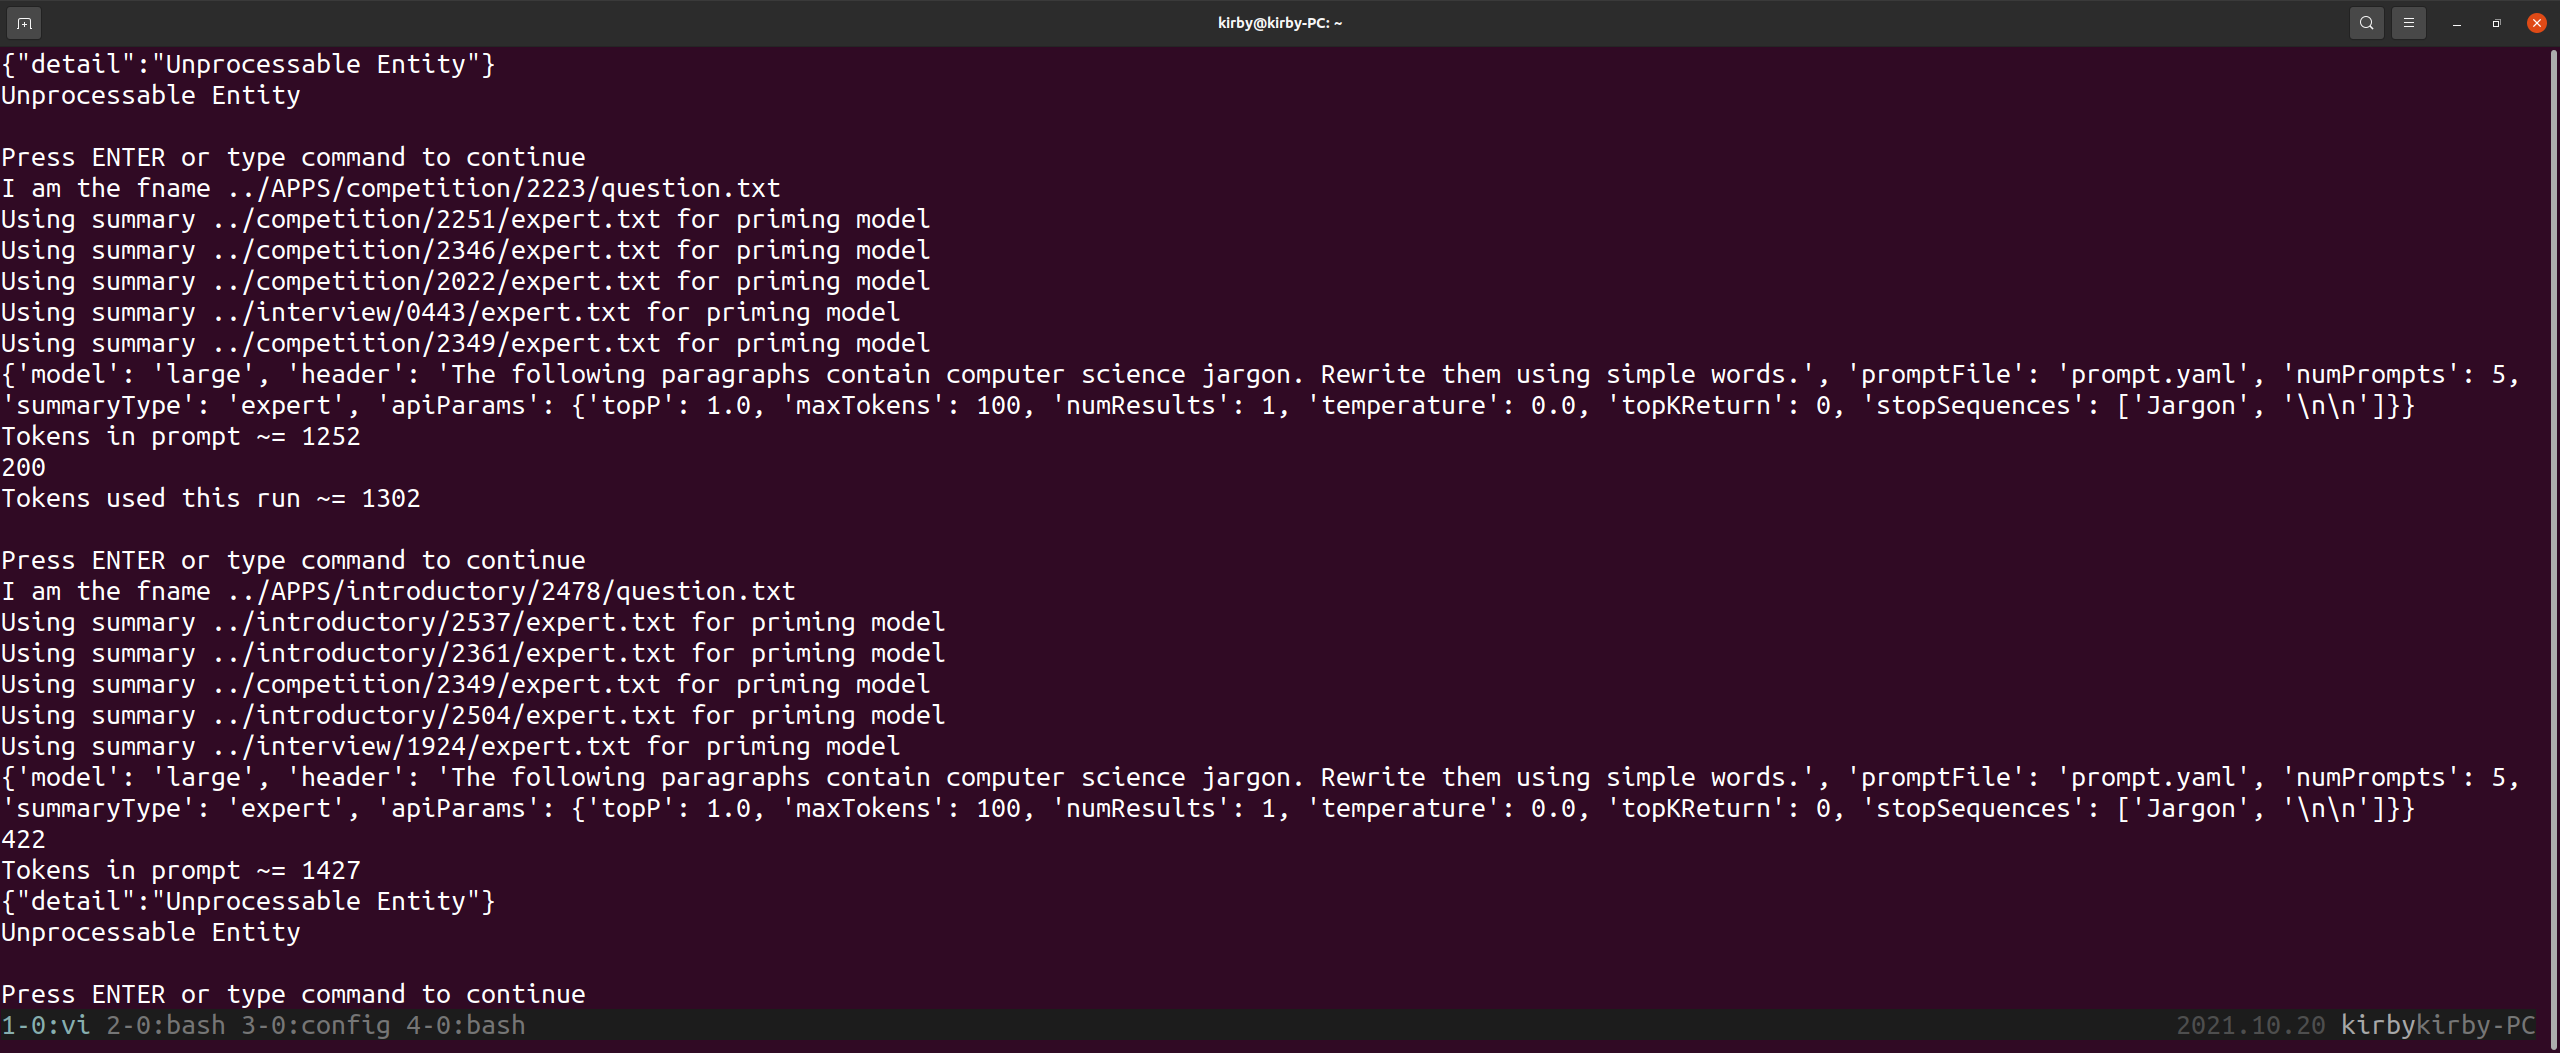 kirby@kirby-PC: ~
{"detail":"Unprocessable Entity"}
Unprocessable Entity
Press ENTER or type command to continue
I am the fname ../APPS/competition/2223/question.txt
Using summary ../competition/2251/expert.txt for priming model
Using summary ../competition/2346/expert.txt for priming model
Using summary ../competition/2022/expert.txt for priming model
Using summary ../interview/0443/expert.txt for priming model
Using summary ../competition/2349/expert.txt for priming model
{'model': 'large', 'header': 'The following paragraphs contain computer science jargon. Rewrite them using simple words.', 'promptFile': 'prompt.yaml', 'numPrompts': 5,
'summaryType': 'expert', 'apiParams': {'topP': 1.0, 'maxTokens': 100, 'numResults': 1, 'temperature': 0.0, 'topKReturn': 0, 'stopSequences': ['Jargon', '\n\n']}}
Tokens in prompt ~= 1252
200
Tokens used this run ~= 1302
Press ENTER or type command to continue
I am the fname ../APPS/introductory/2478/question.txt
Using summary ../introductory/2537/expert.txt for priming model
Using summary ../introductory/2361/expert.txt for priming model
Using summary ../competition/2349/expert.txt for priming model
Using summary ../introductory/2504/expert.txt for priming model
Using summary ../interview/1924/expert.txt for priming model
{'model': 'large', 'header': 'The following paragraphs contain computer science jargon. Rewrite them using simple words.', 'promptFile': 'prompt.yaml', 'numPrompts': 5,
'summaryType': 'expert', 'apiParams': {'topP': 1.0, 'maxTokens': 100, 'numResults': 1, 'temperature': 0.0, 'topKReturn': 0, 'stopSequences': ['Jargon', '\n\n']}}
422
Tokens in prompt ~= 1427
{"detail":"Unprocessable Entity"}
Unprocessable Entity
Press ENTER or type command to continue
1-0:vi 2-0:bash 3-0:config 4-0:bash 2021.10.20 kirbykirby-PC